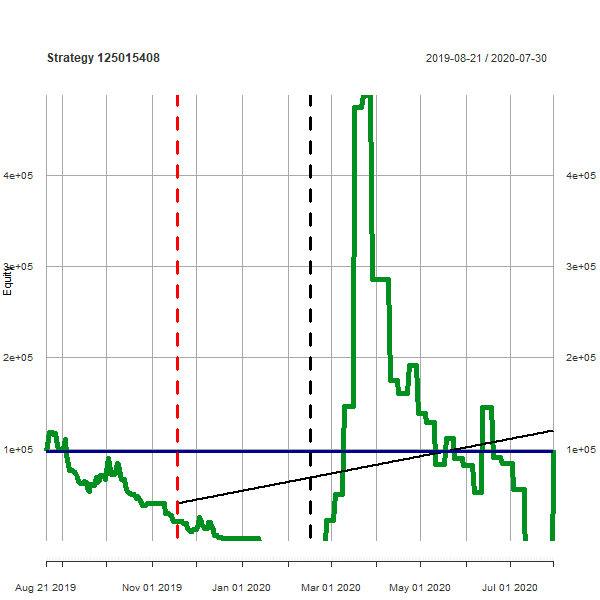 Strategy 125015408
2019-08-21 / 2020-07-30
4e+05
4e+05
3e+05
3e+05
Equity
2e+05
2e+05
1e+05
1e+05
Aug 21 2019
Nov 01 2019
Jan 01 2020
Mar 01 2020
May 01 2020
Jul 01 2020